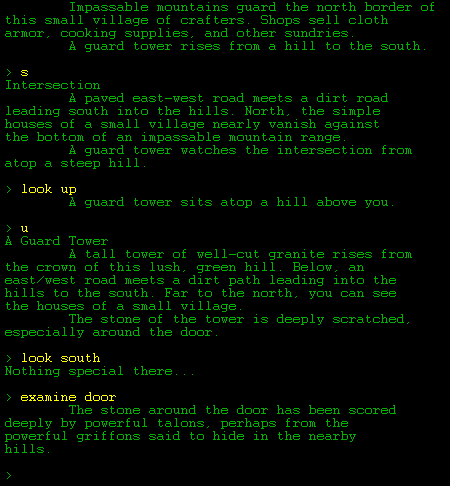 Impassable mountains guard the north border of
this small village of crafters. Shops sell cloth
armor, cooking supplies, and other sundries.
A guard tower rises from a hill to the south.
> s
Intersection
A paved east-west road meets a dirt road
leading south into the hills. North, the simple
houses of a small village nearly vanish against
the bottom of an impassable mountain range.
A guard tower watches the intersection from
atop a steep hill.
> look up
A guard tower sits atop a hill above you.
> u
A Guard Tower
A tall tower of well-cut granite rises from
the crown of this lush, green hill. Below, an
east/west road meets a dirt path leading into the
hills to the south. Far to the north, you can see
the houses of a small village.
The stone of the tower is deeply scratched,
especially around the door.
> look south
Nothing special there...
> examine door
The stone around the door has been scored
deeply by powerful talons, perhaps from the
powerful griffons said to hide in the nearby
hills.
>